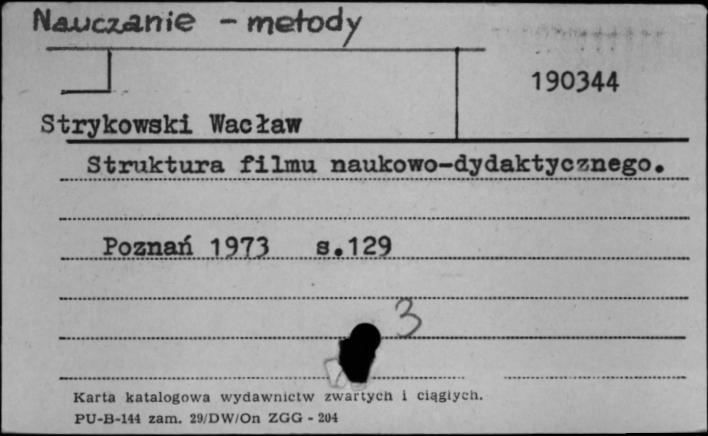 Nauczanie - metody
190344
Strykowski Wacław
Struktura filmu naukowo-dydaktycznego.
Poznań 1973 s.129
3
Karta katalogowa wydawnictw zwartych i ciągłych.
PU-B-144 zam. 29/DW/On ZGG - 204